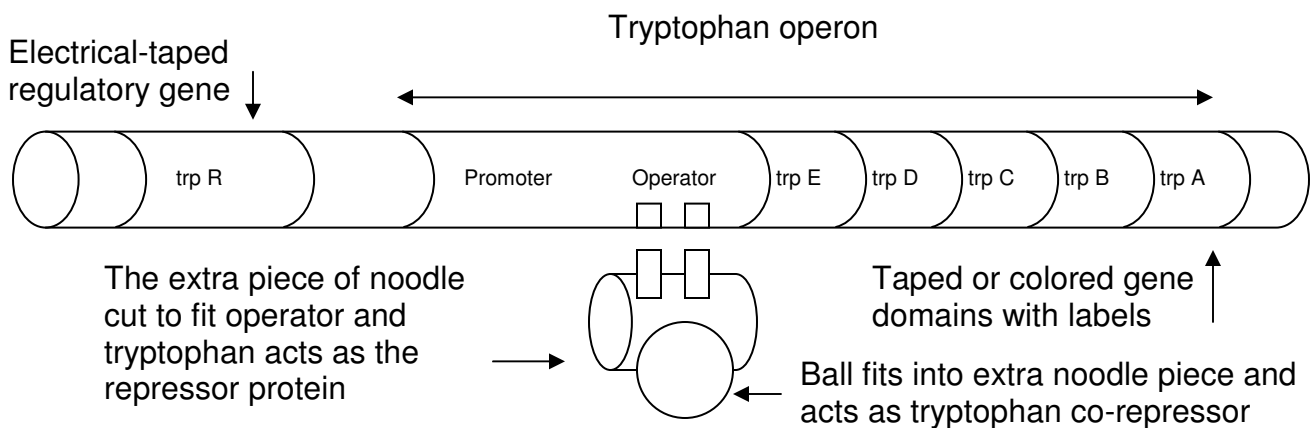 Tryptophan operon
Electrical-taped
regulatory gene
trp R
Promoter
Operator
trp E
trp D
trp C
trp B
trp A
The extra piece of noodle
cut to fit operator and
tryptophan acts as the
repressor protein
Taped or colored gene
domains with labels
Ball fits into extra noodle piece and
acts as tryptophan co-repressor